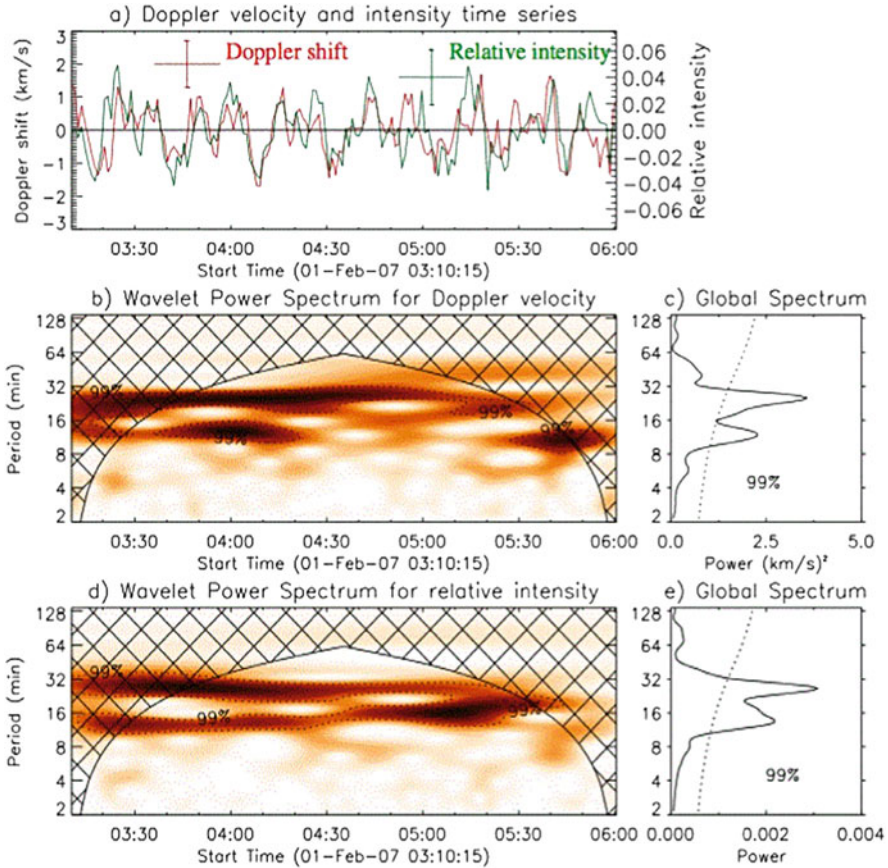 a) Doppler velocity and intensity time series
Doppler shift
Relative intensity
3
2
1
0
-1
-2
-3
Doppler shift (km/s)
0.06
0.04
0.02
0.00
-0.02
-0.04
-0.06
Relative intensity
03:30 04:00 04:30 05:00 05:30 06:00
Start Time (01-Feb-07 03:10:15)
b) Wavelet Power Spectrum for Doppler velocity
128
64
32
16
8
4
2
Period (min)
99%
99%
99%
99%
03:30 04:00 04:30 05:00 05:30 06:00
Start Time (01-Feb-07 03:10:15)
c) Global Spectrum
99%
0.0 2.5 5.0
Power (km/s)²
d) Wavelet Power Spectrum for relative intensity
128
64
32
16
8
4
2
Period (min)
99%
99%
99%
03:30 04:00 04:30 05:00 05:30 06:00
Start Time (01-Feb-07 03:10:15)
e) Global Spectrum
99%
0.000 0.002 0.004
Power